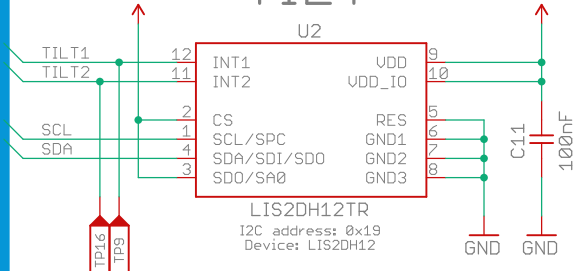 TILT
U2
TILT1
12
INT1
VDD
9
TILT2
11
INT2
VDD_IO
10
2
CS
RES
5
SCL
1
SCL/SPC
GND1
6
SDA
4
SDA/SDI/SDO
GND2
7
3
SDO/SA0
GND3
8
C11
100nF
LIS2DH12TR
I2C address: 0x19
Device: LIS2DH12
TP16
TP9
GND
GND